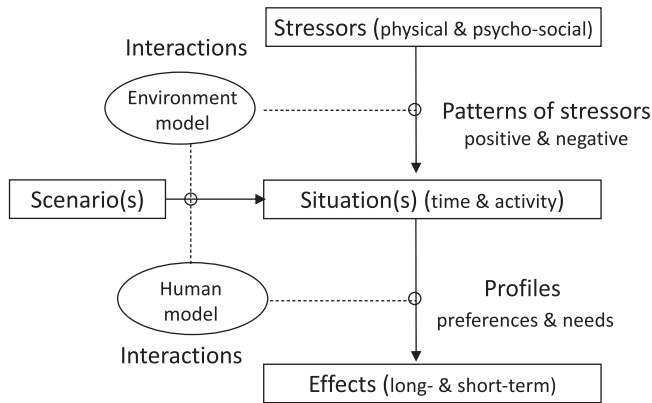 Stressors (physical & psycho-social)
Interactions
Environment
model
Patterns of stressors
positive & negative
Scenario(s)
Situation(s) (time & activity)
Human
model
Profiles
preferences & needs
Interactions
Effects (long- & short-term)